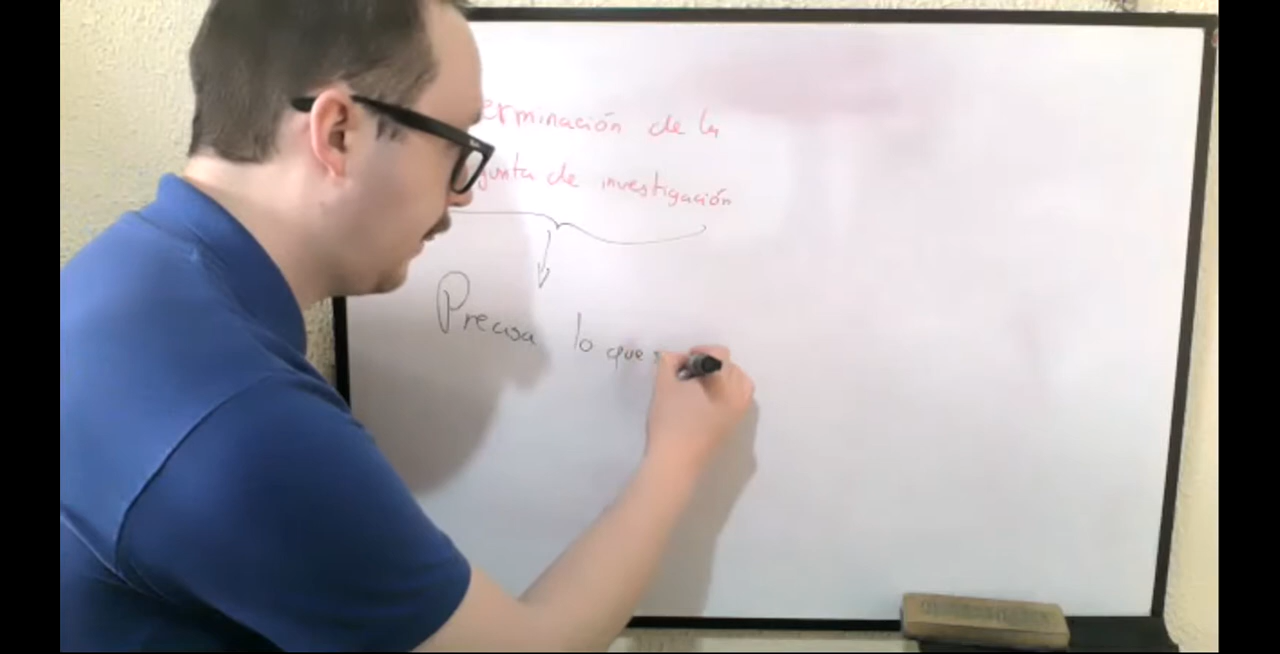 erminación de la
gunta de investigación
Precisa lo que